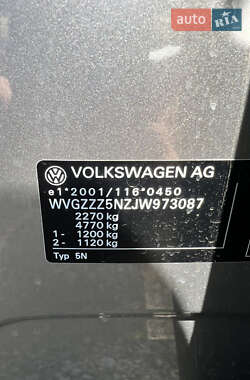 AUTO.RIA.com
VOLKSWAGEN AG
e1*2001/116*0450
WVGZZZ5NZJW973087
2270 kg
4770 kg
1- 1200 kg
2- 1120 kg
Typ 5N